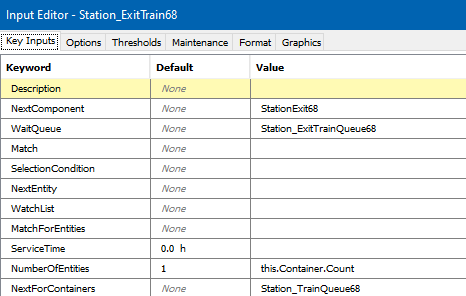 Input Editor - Station_ExitTrain68
Key Inputs Options Thresholds Maintenance Format Graphics
Keyword Default Value
Description None
NextComponent None StationExit68
WaitQueue None Station_ExitTrainQueue68
Match None
SelectionCondition None
NextEntity None
WatchList None
MatchForEntities None
ServiceTime 0.0 h
NumberOfEntities 1 this.Container.Count
NextForContainers None Station_TrainQueue68